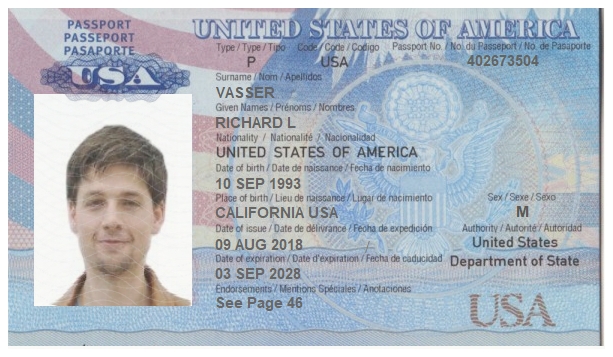 PASSPORT
PASSEPORT
PASAPORTE
USA
UNITED STATES OF AMERICA
Type / Type / Tipo Code / Code / Codigo Passport No. / No. du Passeport / No. de Pasaporte
P USA 402673504
Surname / Nom / Apellidos
VASSER
Given Names / Prénoms / Nombres
RICHARD L
Nationality / Nationalité / Nacionalidad
UNITED STATES OF AMERICA
Date of birth / Date de naissance / Fecha de nacimiento
10 SEP 1993
Place of birth / Lieu de naissance / Lugar de nacimiento Sex / Sexe / Sexo
CALIFORNIA USA M
Date of issue / Date de délivrance / Fecha de expedición Authority / Autorité / Autoridad
09 AUG 2018 United States
Date of expiration / Date d'expiration / Fecha de caducidad Department of State
03 SEP 2028
Endorsements / Mentions Spéciales / Anotaciones
See Page 46
USA